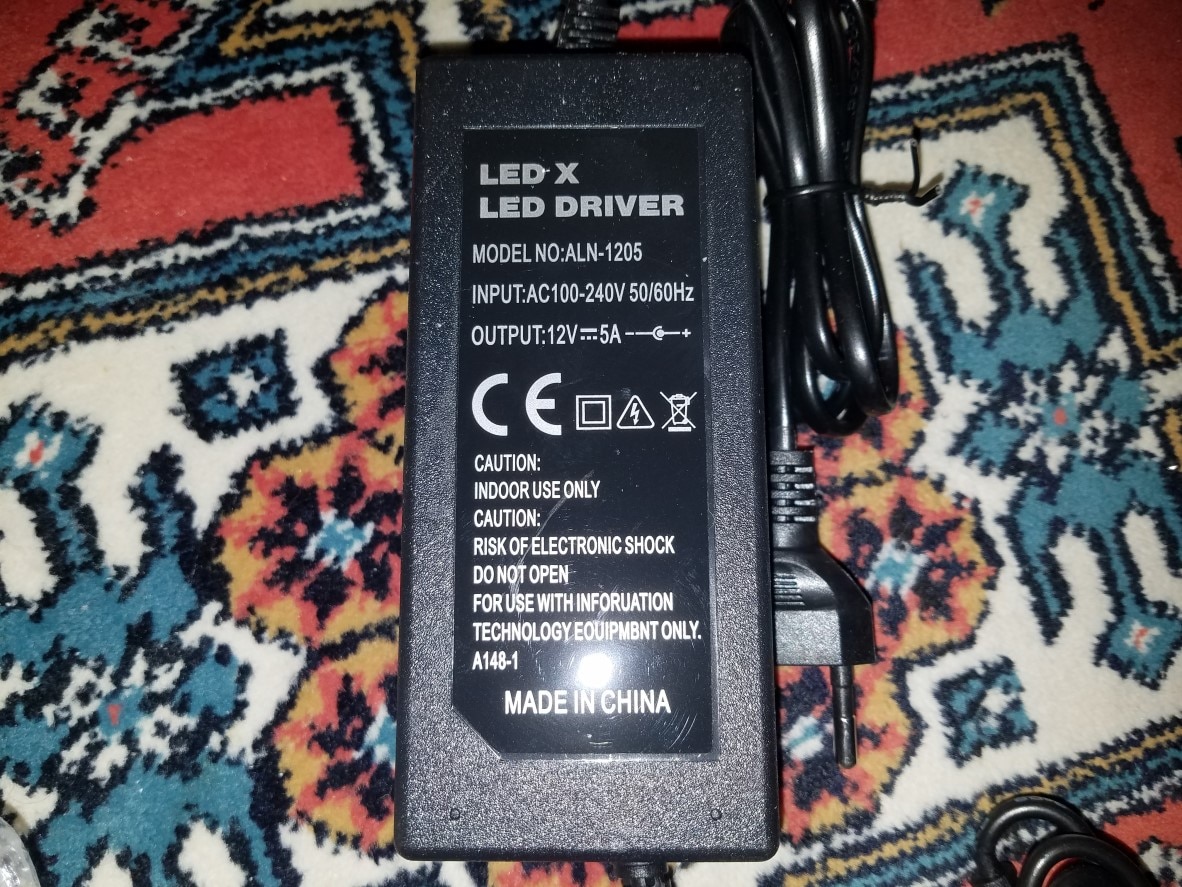 LED X
LED DRIVER
MODEL NO:ALN-1205
INPUT:AC100-240V 50/60Hz
OUTPUT:12V⎓5A - +
CE
CAUTION:
INDOOR USE ONLY
CAUTION:
RISK OF ELECTRONIC SHOCK
DO NOT OPEN
FOR USE WITH INFORUATION
TECHNOLOGY EOUIPMBNT ONLY.
A148-1
MADE IN CHINA